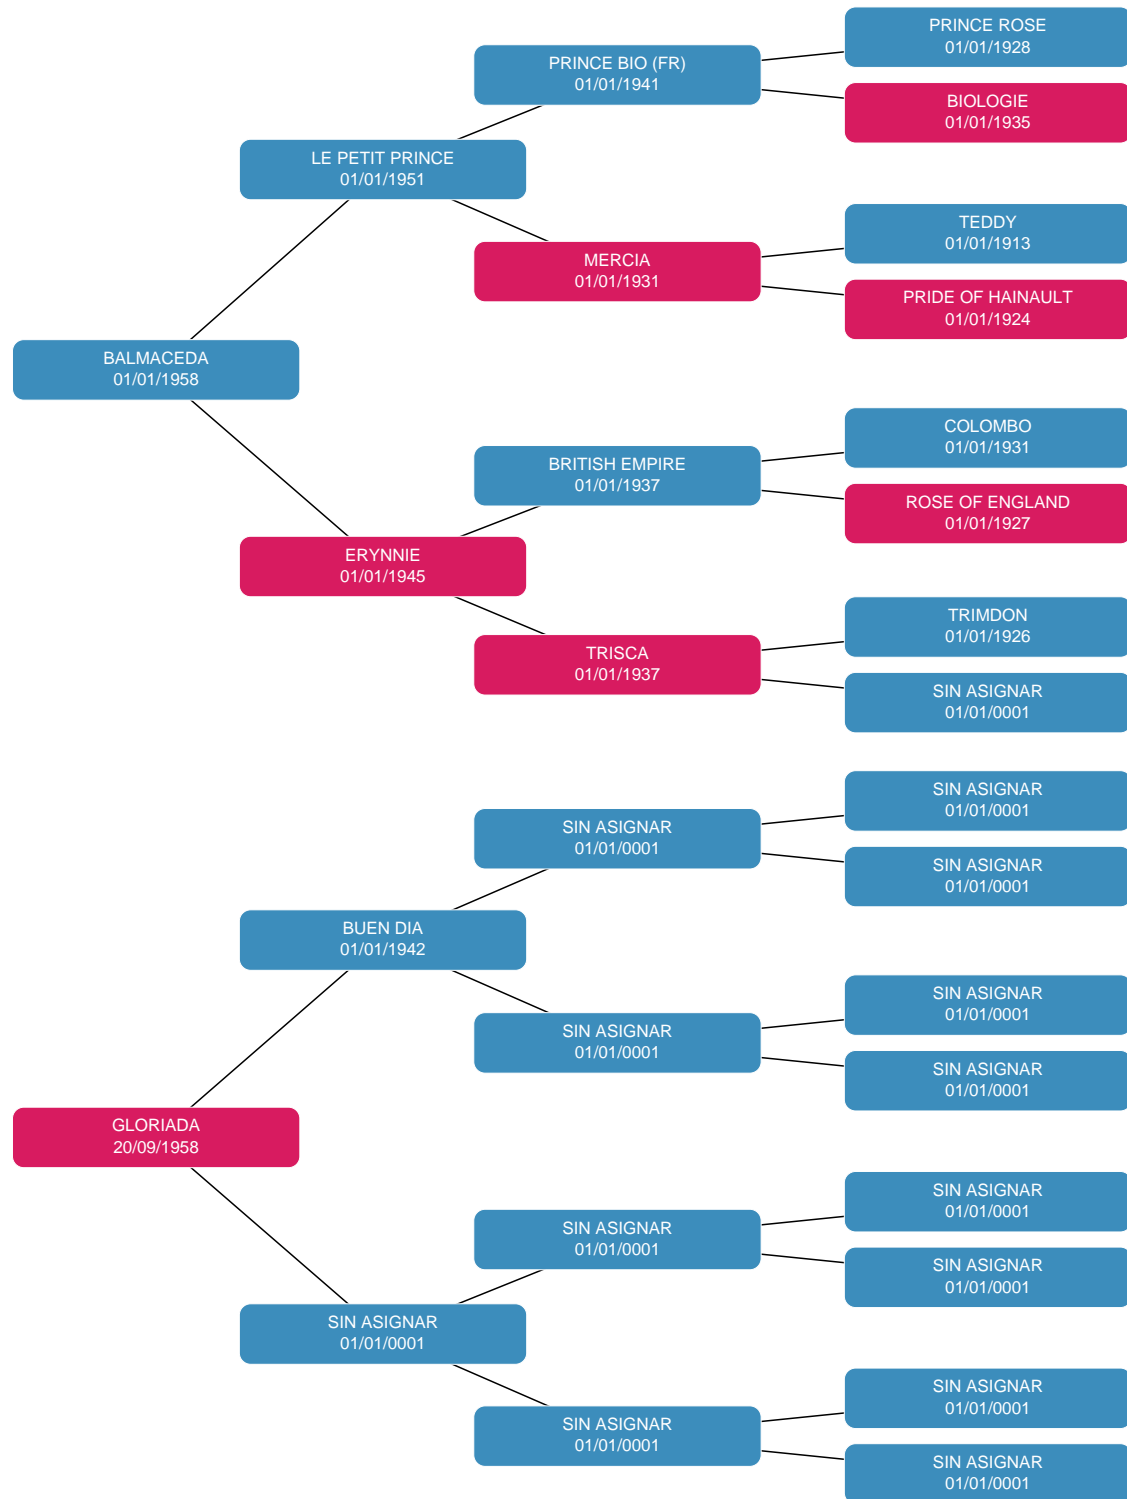 PRINCE ROSE
01/01/1928
PRINCE BIO (FR)
01/01/1941
BIOLOGIE
01/01/1935
LE PETIT PRINCE
01/01/1951
TEDDY
01/01/1913
MERCIA
01/01/1931
PRIDE OF HAINAULT
01/01/1924
BALMACEDA
01/01/1958
COLOMBO
01/01/1931
BRITISH EMPIRE
01/01/1937
ROSE OF ENGLAND
01/01/1927
ERYNNIE
01/01/1945
TRIMDON
01/01/1926
TRISCA
01/01/1937
SIN ASIGNAR
01/01/0001
SIN ASIGNAR
01/01/0001
SIN ASIGNAR
01/01/0001
SIN ASIGNAR
01/01/0001
BUEN DIA
01/01/1942
SIN ASIGNAR
01/01/0001
SIN ASIGNAR
01/01/0001
SIN ASIGNAR
01/01/0001
GLORIADA
20/09/1958
SIN ASIGNAR
01/01/0001
SIN ASIGNAR
01/01/0001
SIN ASIGNAR
01/01/0001
SIN ASIGNAR
01/01/0001
SIN ASIGNAR
01/01/0001
SIN ASIGNAR
01/01/0001
SIN ASIGNAR
01/01/0001